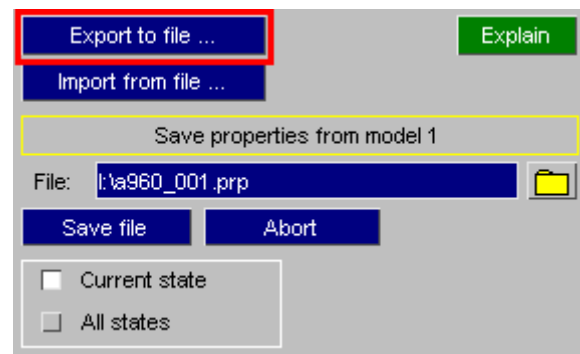 Export to file ... Explain
Import from file ...
Save properties from model 1
File: I:\a960_001.prp
Save file Abort
Current state
All states